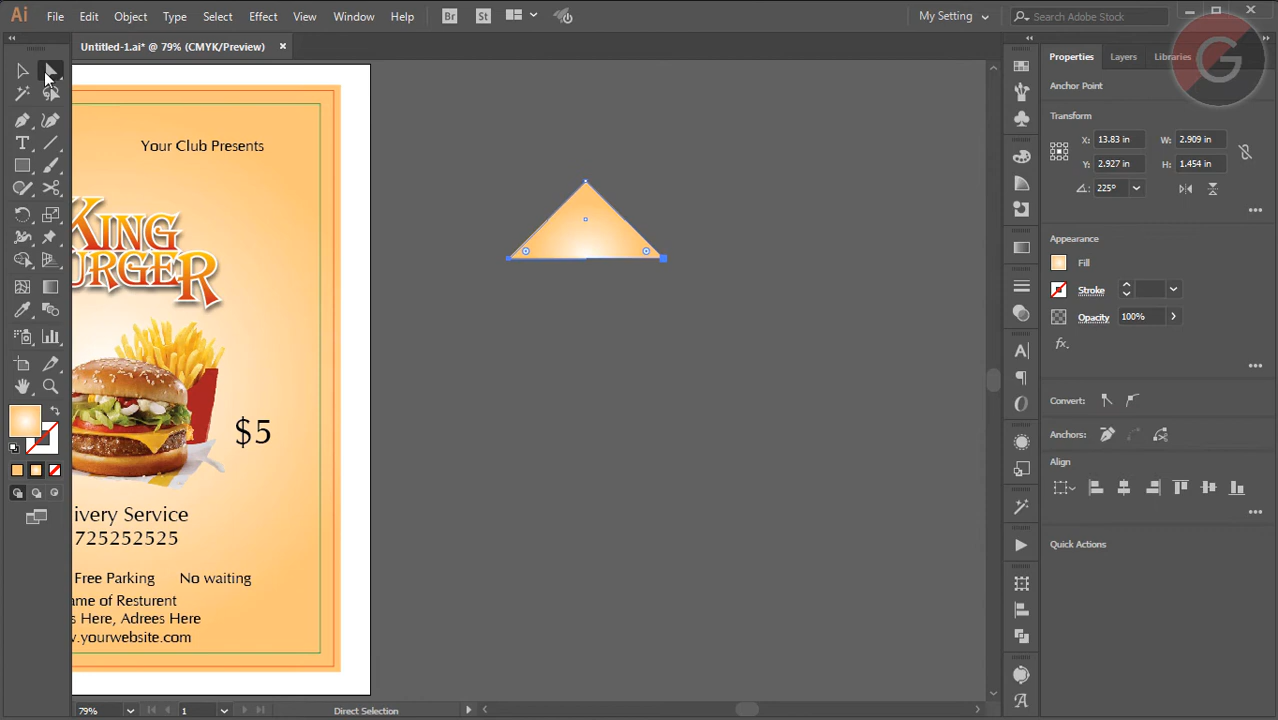 Ai File Edit Object Type Select Effect View Window Help Br St My Setting Search Adobe Stock
Untitled-1.ai* @ 79% (CMYK/Preview)
Properties Layers Libraries
G
Anchor Point
Transform
X: 13.83 in W: 2.909 in
Y: 2.927 in H: 1.454 in
225°
Appearance
Fill
Stroke
Opacity 100%
fx.
Convert:
Anchors:
Align
Quick Actions
Your Club Presents
KING
BURGER
$5
ivery Service
725252525
Free Parking No waiting
ame of Resturent
s Here, Adrees Here
w.yourwebsite.com
79% 1 Direct Selection